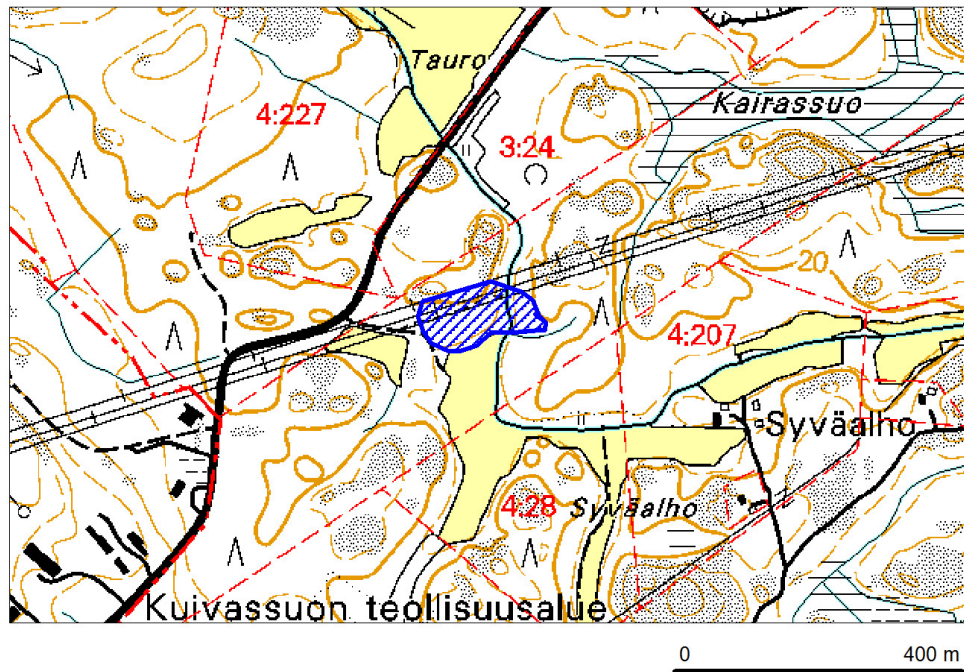 Tauro
4:227
Kairassuo
3:24
20
4:207
Syväalho
4:28
Syväalho
Kuivassuon teollisuusalue
0
400 m